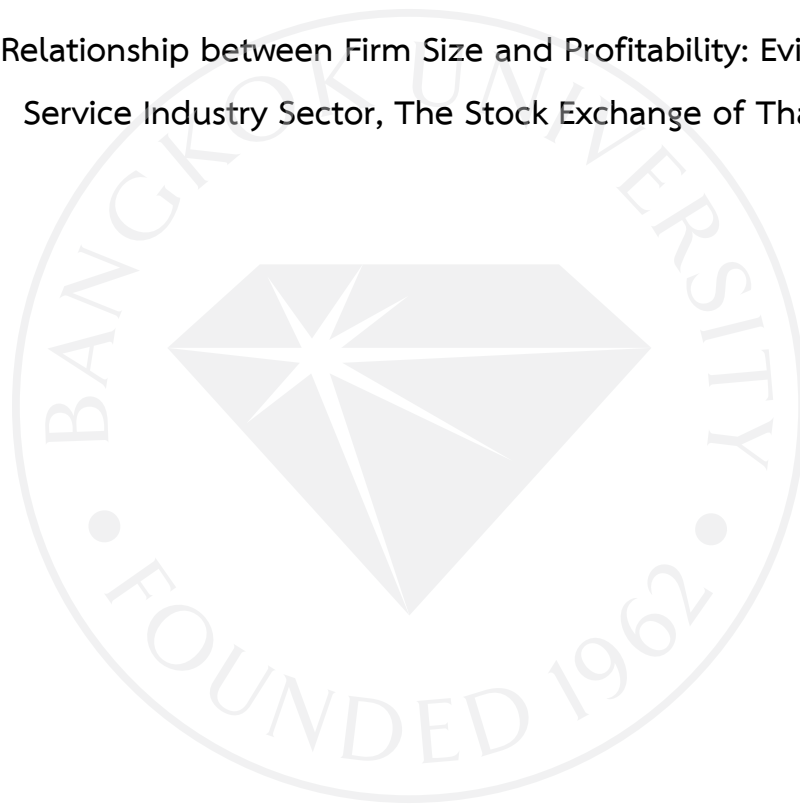 Relationship between Firm Size and Profitability: Evi
Service Industry Sector, The Stock Exchange of Tha
BANGKOK UNIVERSITY
• FOUNDED 1962 •